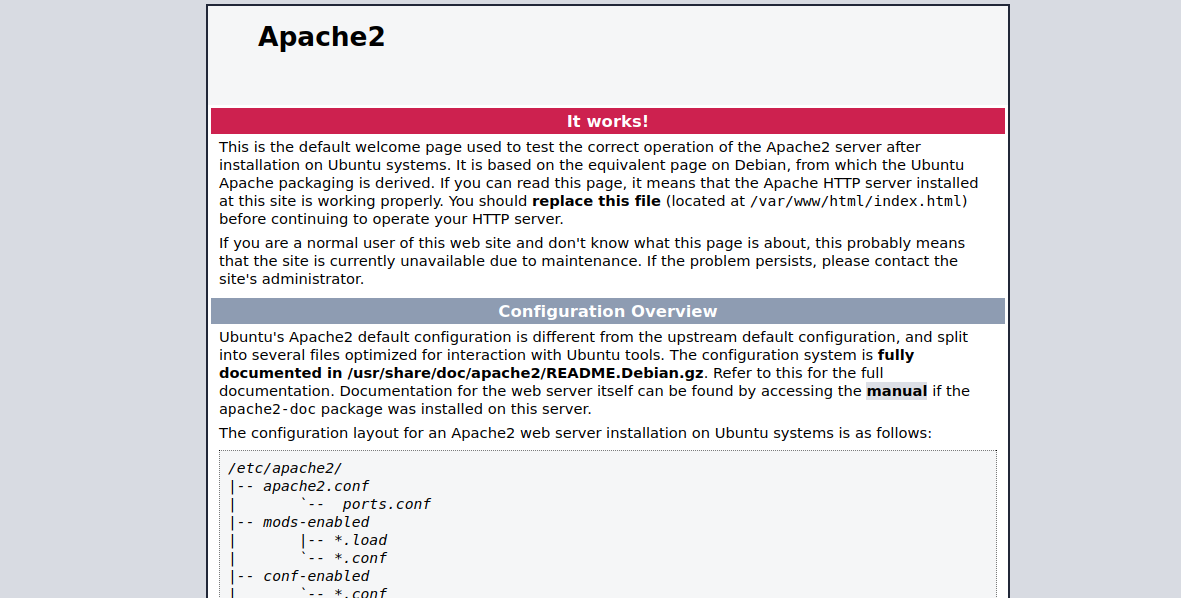 Apache2
It works!
This is the default welcome page used to test the correct operation of the Apache2 server after
installation on Ubuntu systems. It is based on the equivalent page on Debian, from which the Ubuntu
Apache packaging is derived. If you can read this page, it means that the Apache HTTP server installed
at this site is working properly. You should replace this file (located at /var/www/html/index.html)
before continuing to operate your HTTP server.
If you are a normal user of this web site and don't know what this page is about, this probably means
that the site is currently unavailable due to maintenance. If the problem persists, please contact the
site's administrator.
Configuration Overview
Ubuntu's Apache2 default configuration is different from the upstream default configuration, and split
into several files optimized for interaction with Ubuntu tools. The configuration system is fully
documented in /usr/share/doc/apache2/README.Debian.gz. Refer to this for the full
documentation. Documentation for the web server itself can be found by accessing the manual if the
apache2-doc package was installed on this server.
The configuration layout for an Apache2 web server installation on Ubuntu systems is as follows:
/etc/apache2/
|-- apache2.conf
|       `--  ports.conf
|-- mods-enabled
|       |-- *.load
|       `-- *.conf
|-- conf-enabled
|       `-- *.conf